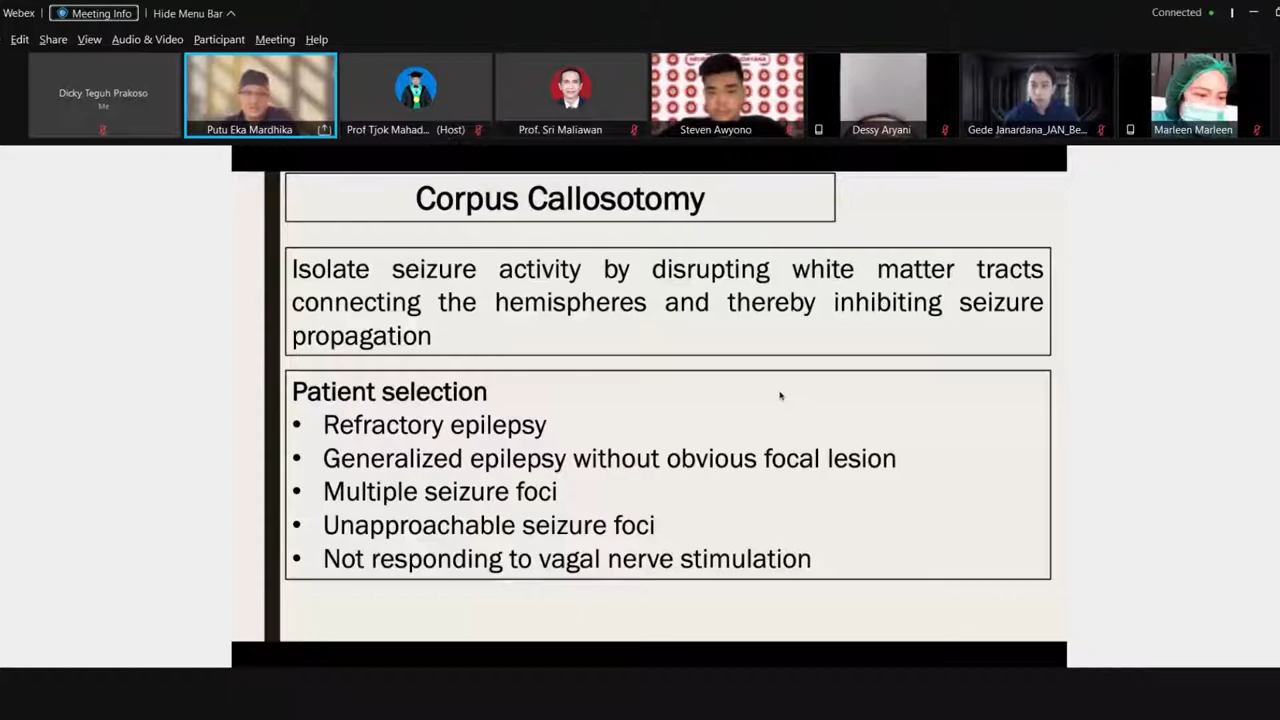 Webex
Meeting Info
Hide Menu Bar
Connected
Edit Share View Audio & Video Participant Meeting Help
Dicky Teguh Prakoso
Me
Putu Eka Mardhika
Prof Tjok Mahad... (Host)
Prof. Sri Maliawan
Steven Awyono
Dessy Aryani
Gede Janardana_JAN_Be...
Marleen Marleen
Corpus Callosotomy
Isolate seizure activity by disrupting white matter tracts
connecting the hemispheres and thereby inhibiting seizure
propagation
Patient selection
• Refractory epilepsy
• Generalized epilepsy without obvious focal lesion
• Multiple seizure foci
• Unapproachable seizure foci
• Not responding to vagal nerve stimulation